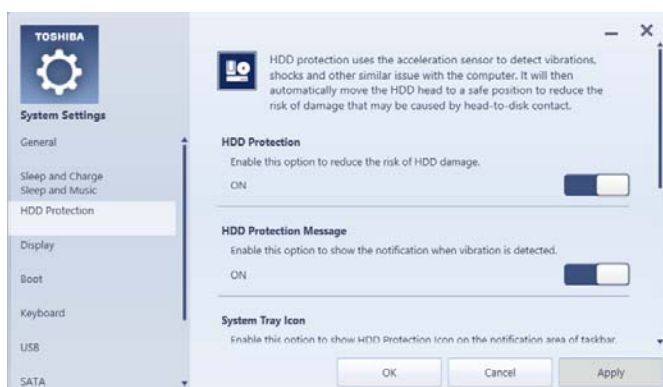 TOSHIBA
System Settings
General
Sleep and Charge
Sleep and Music
HDD Protection
Display
Boot
Keyboard
USB
SATA
HDD protection uses the acceleration sensor to detect vibrations,
shocks and other similar issue with the computer. It will then
automatically move the HDD head to a safe position to reduce the
risk of damage that may be caused by head-to-disk contact.
HDD Protection
Enable this option to reduce the risk of HDD damage.
ON
HDD Protection Message
Enable this option to show the notification when vibration is detected.
ON
System Tray Icon
Enable this option to show HDD Protection Icon on the notification area of taskbar.
OK
Cancel
Apply